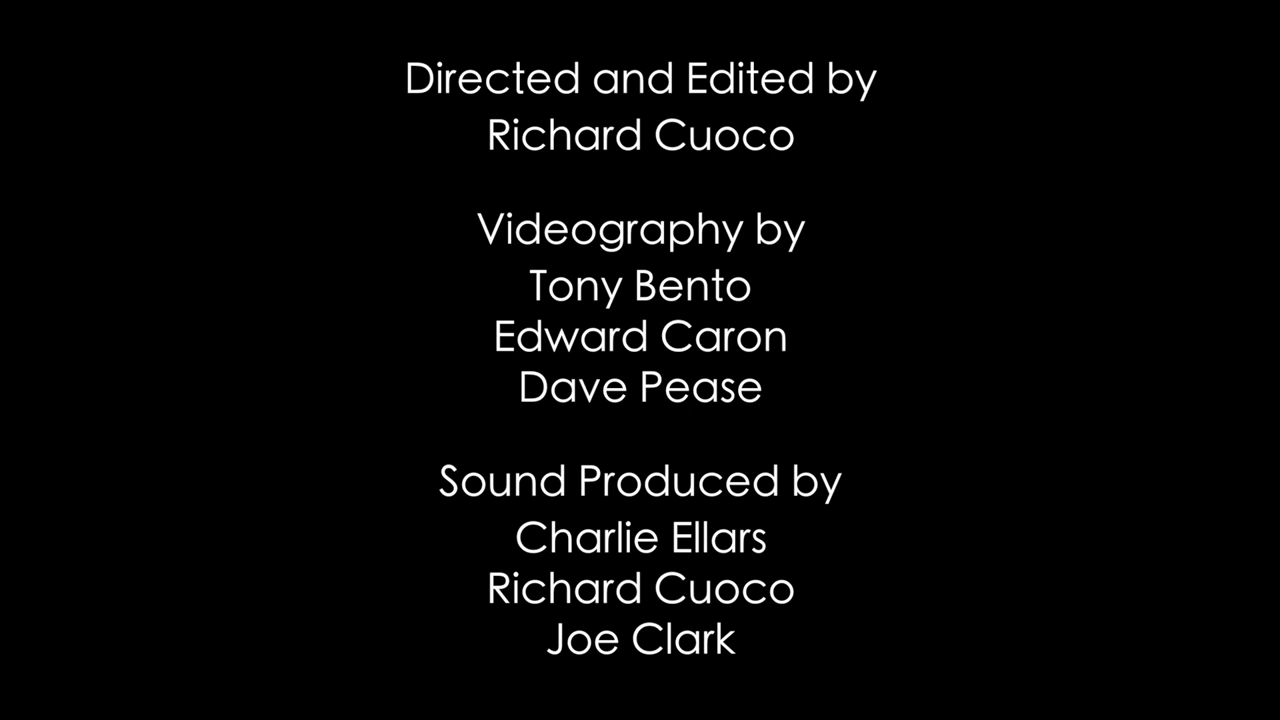 Directed and Edited by
Richard Cuoco
Videography by
Tony Bento
Edward Caron
Dave Pease
Sound Produced by
Charlie Ellars
Richard Cuoco
Joe Clark